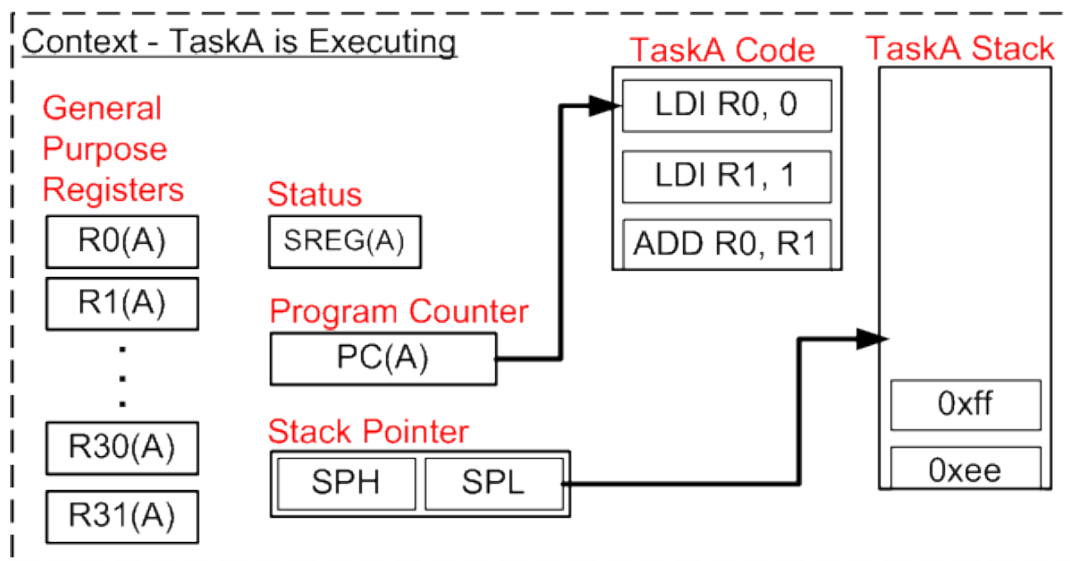 Context - TaskA is Executing
General
Purpose
Registers
R0(A)
R1(A)
R30(A)
R31(A)
Status
SREG(A)
Program Counter
PC(A)
Stack Pointer
SPH
SPL
TaskA Code
LDI R0, 0
LDI R1, 1
ADD R0, R1
TaskA Stack
0xff
0xee